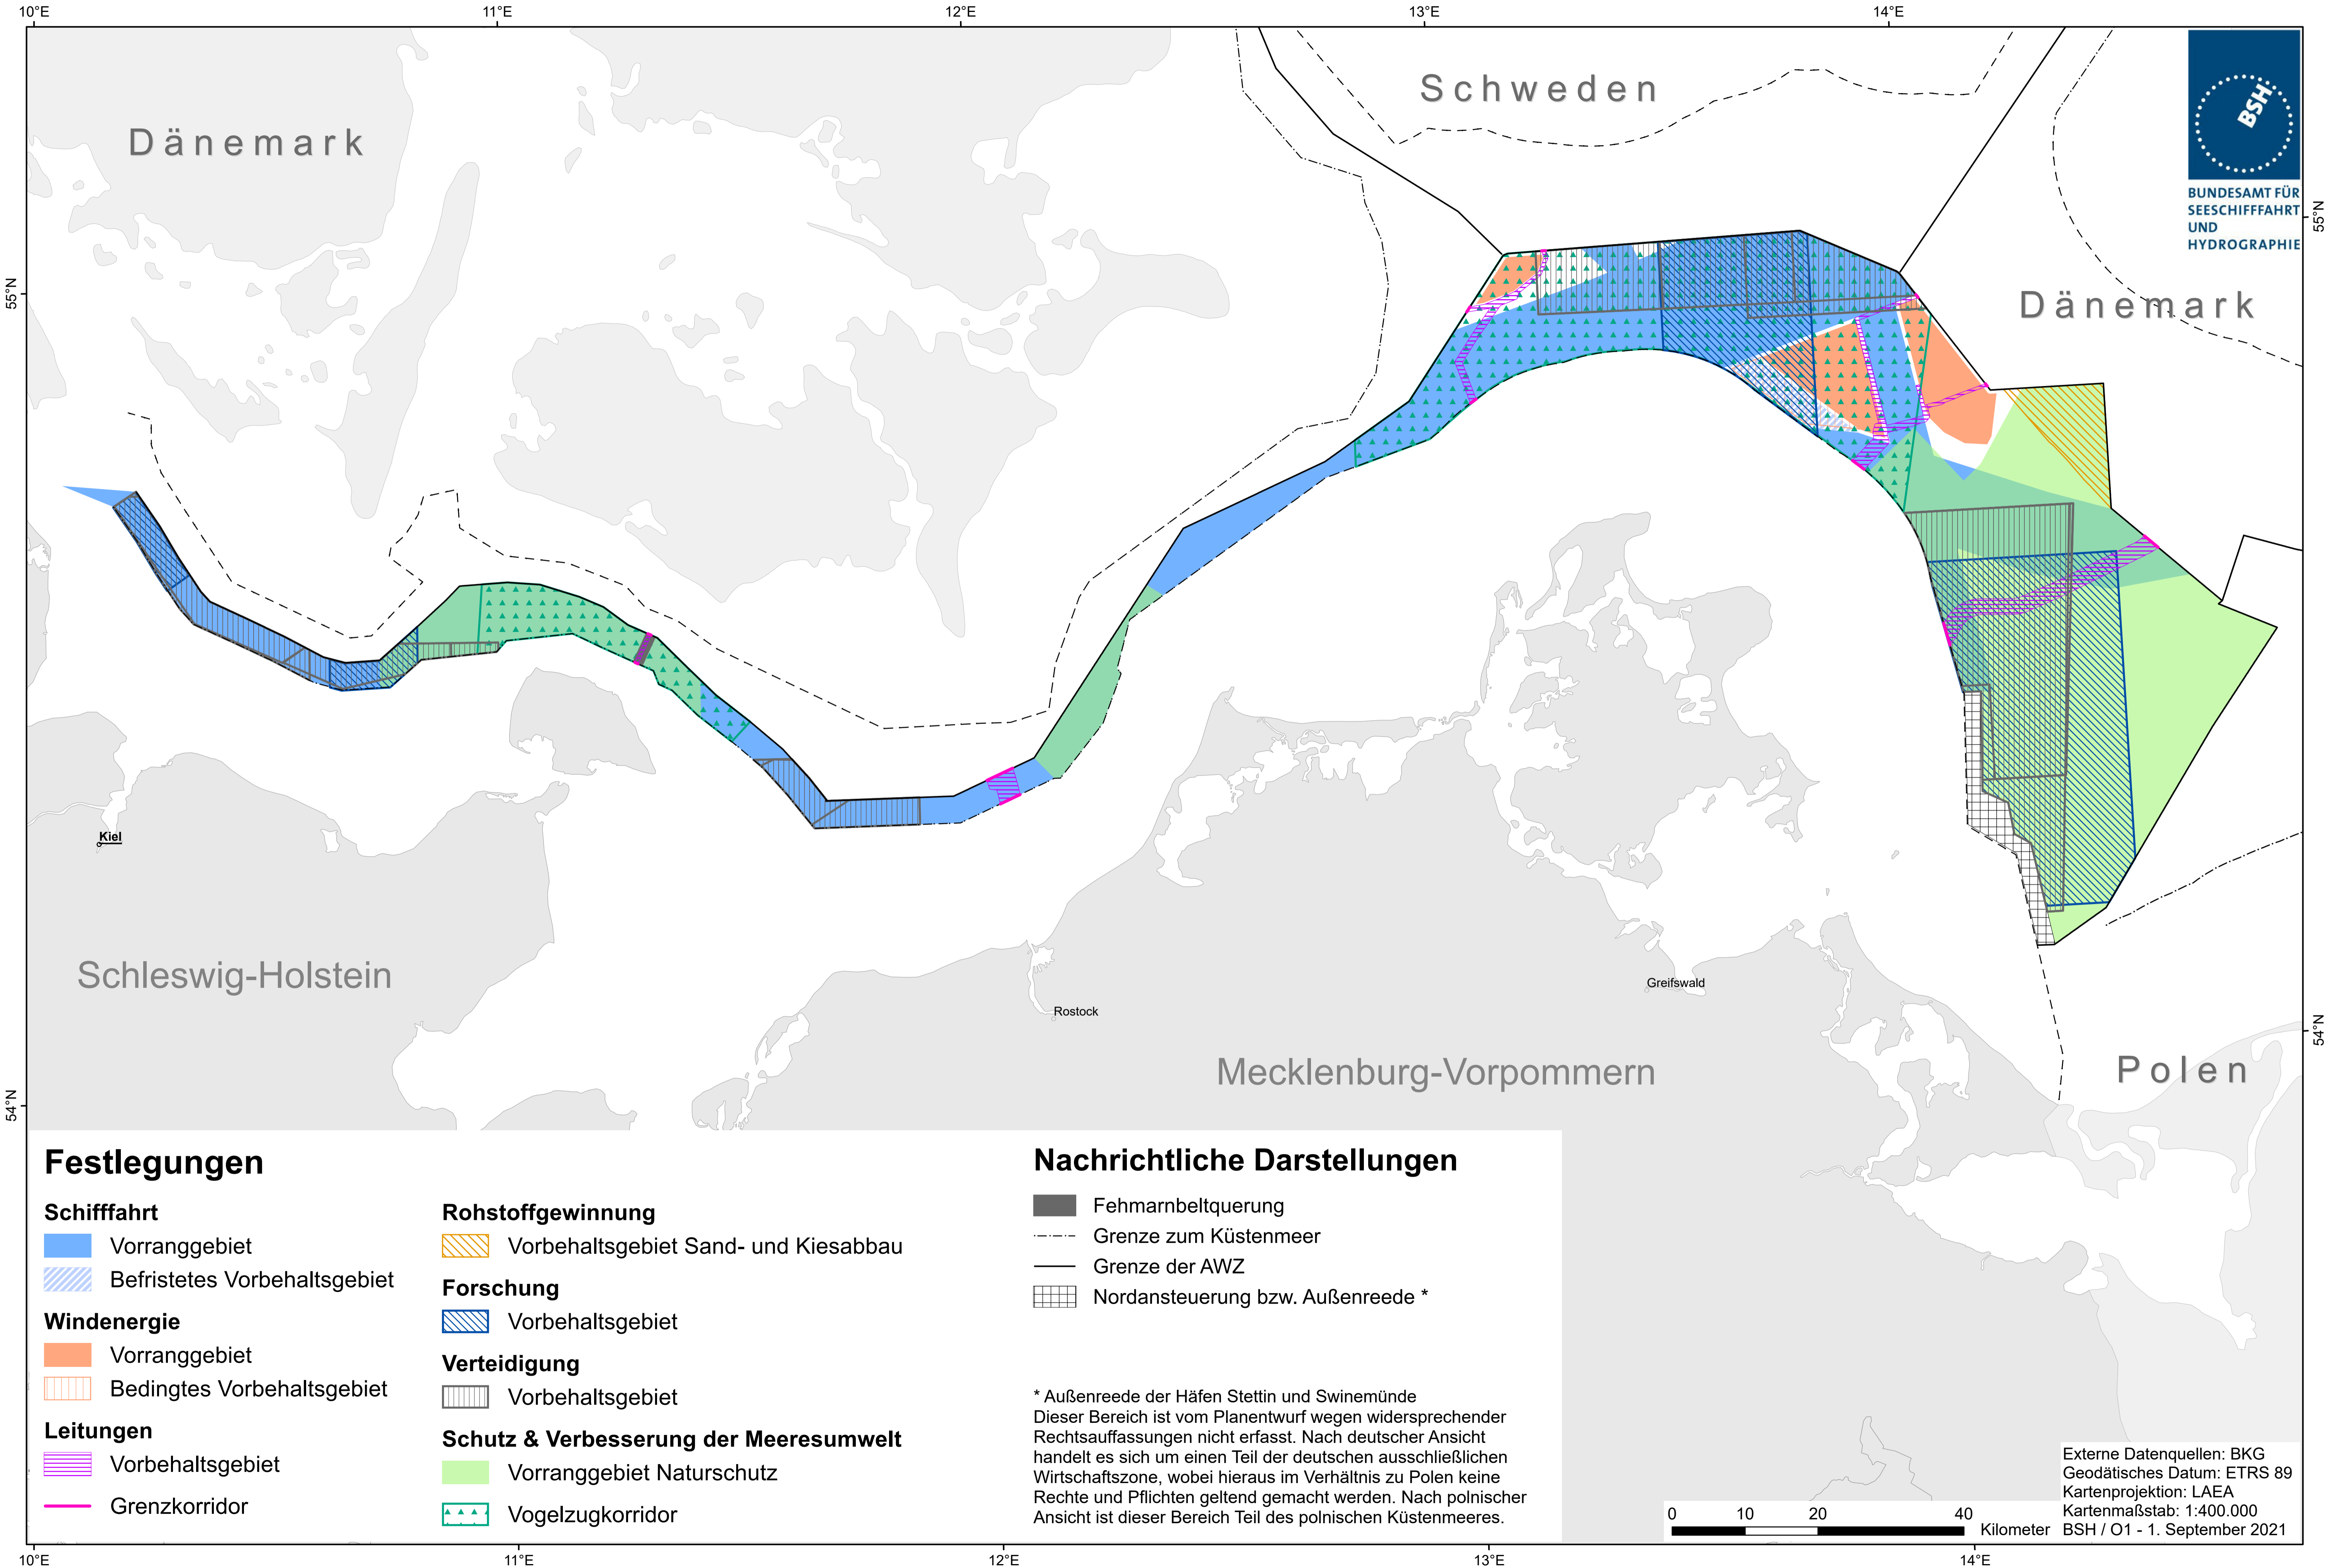 10°E
11°E
12°E
13°E
14°E
Schweden
Dänemark
BSH
BUNDESAMT FÜR
SEESCHIFFFAHRT
UND
HYDROGRAPHIE
55°N
55°N
Dänemark
Kiel
Schleswig-Holstein
Greifswald
Rostock
54°N
Mecklenburg-Vorpommern
Polen
54°N
Festlegungen
Schifffahrt
Vorranggebiet
Befristetes Vorbehaltsgebiet
Windenergie
Vorranggebiet
Bedingtes Vorbehaltsgebiet
Leitungen
Vorbehaltsgebiet
Grenzkorridor
Rohstoffgewinnung
Vorbehaltsgebiet Sand- und Kiesabbau
Forschung
Vorbehaltsgebiet
Verteidigung
Vorbehaltsgebiet
Schutz & Verbesserung der Meeresumwelt
Vorranggebiet Naturschutz
Vogelzugkorridor
Nachrichtliche Darstellungen
Fehmarnbeltquerung
Grenze zum Küstenmeer
Grenze der AWZ
Nordansteuerung bzw. Außenreede *
* Außenreede der Häfen Stettin und Swinemünde
Dieser Bereich ist vom Planentwurf wegen widersprechender
Rechtsauffassungen nicht erfasst. Nach deutscher Ansicht
handelt es sich um einen Teil der deutschen ausschließlichen
Wirtschaftszone, wobei hieraus im Verhältnis zu Polen keine
Rechte und Pflichten geltend gemacht werden. Nach polnischer
Ansicht ist dieser Bereich Teil des polnischen Küstenmeeres.
0 10 20 40
Kilometer
Externe Datenquellen: BKG
Geodätisches Datum: ETRS 89
Kartenprojektion: LAEA
Kartenmaßstab: 1:400.000
BSH / O1 - 1. September 2021
10°E
11°E
12°E
13°E
14°E